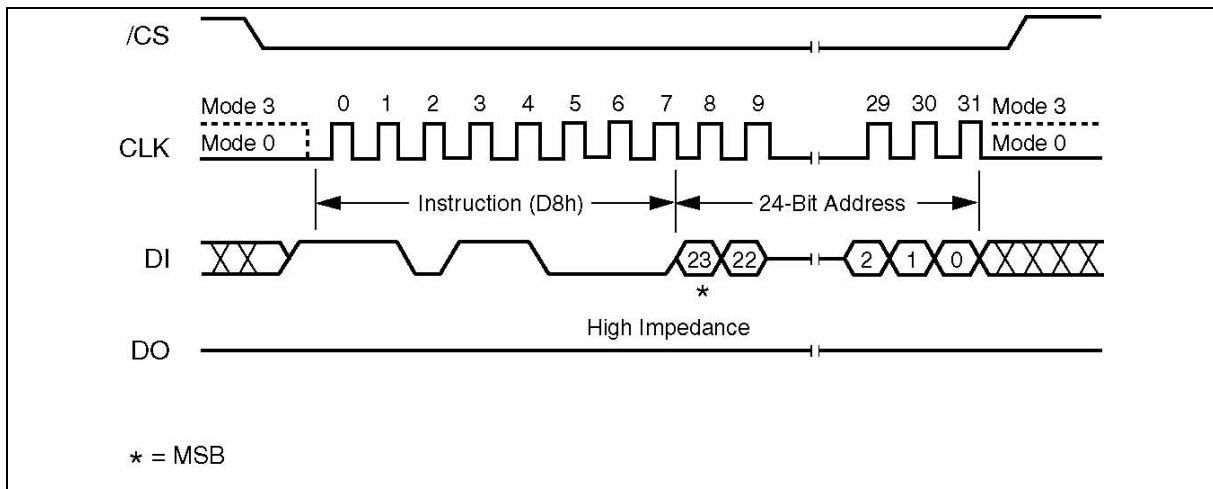 /CS
Mode 3 0 1 2 3 4 5 6 7 8 9 29 30 31 Mode 3
CLK Mode 0 Mode 0
Instruction (D8h) 24-Bit Address
DI 23 22 2 1 0
*
High Impedance
DO
* = MSB